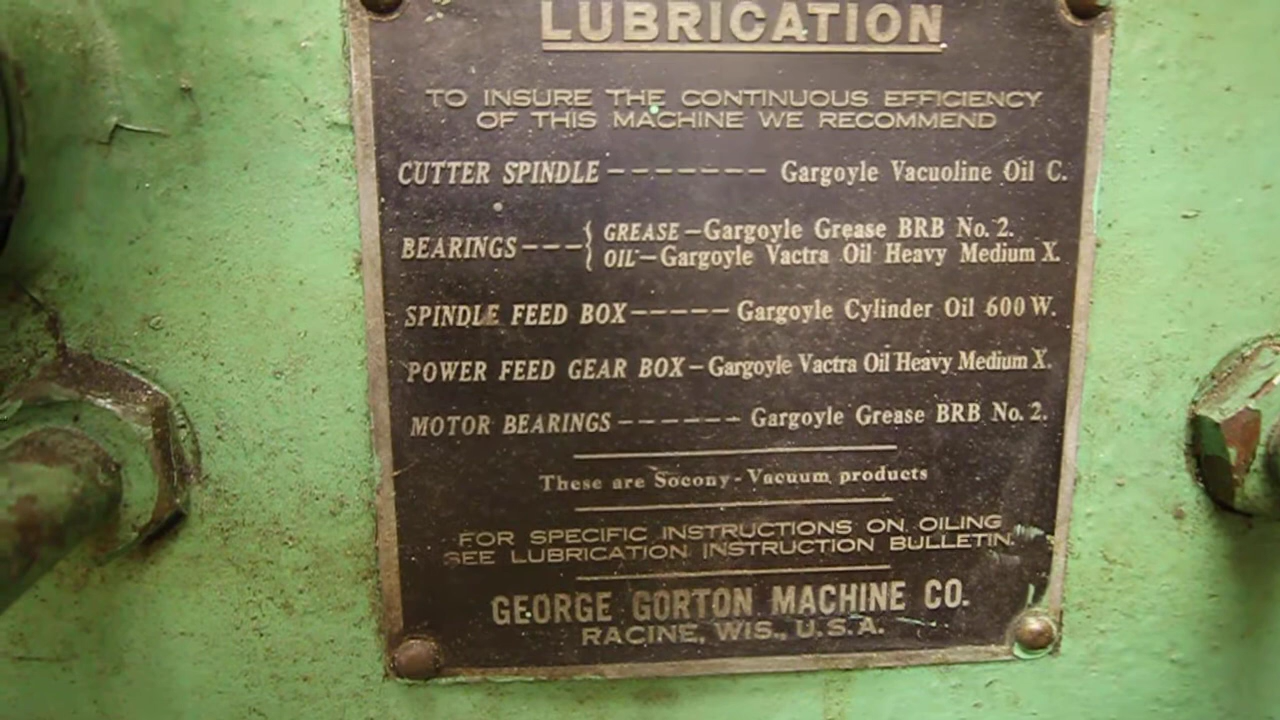 LUBRICATION
TO INSURE THE CONTINUOUS EFFICIENCY
OF THIS MACHINE WE RECOMMEND
CUTTER SPINDLE ------- Gargoyle Vacuoline Oil C.
BEARINGS --- { GREASE - Gargoyle Grease BRB No. 2.
OIL - Gargoyle Vactra Oil Heavy Medium X.
SPINDLE FEED BOX ----- Gargoyle Cylinder Oil 600 W.
POWER FEED GEAR BOX - Gargoyle Vactra Oil Heavy Medium X.
MOTOR BEARINGS ------ Gargoyle Grease BRB No. 2.
These are Socony-Vacuum products
FOR SPECIFIC INSTRUCTIONS ON OILING
SEE LUBRICATION INSTRUCTION BULLETIN.
GEORGE GORTON MACHINE CO.
RACINE, WIS., U.S.A.